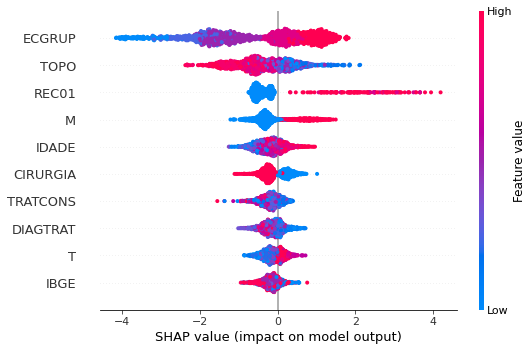 High
ECGRUP
TOPO
REC01
M
IDADE
CIRURGIA
TRATCONS
DIAGTRAT
T
IBGE
Feature value
Low
−4 −2 0 2 4
SHAP value (impact on model output)